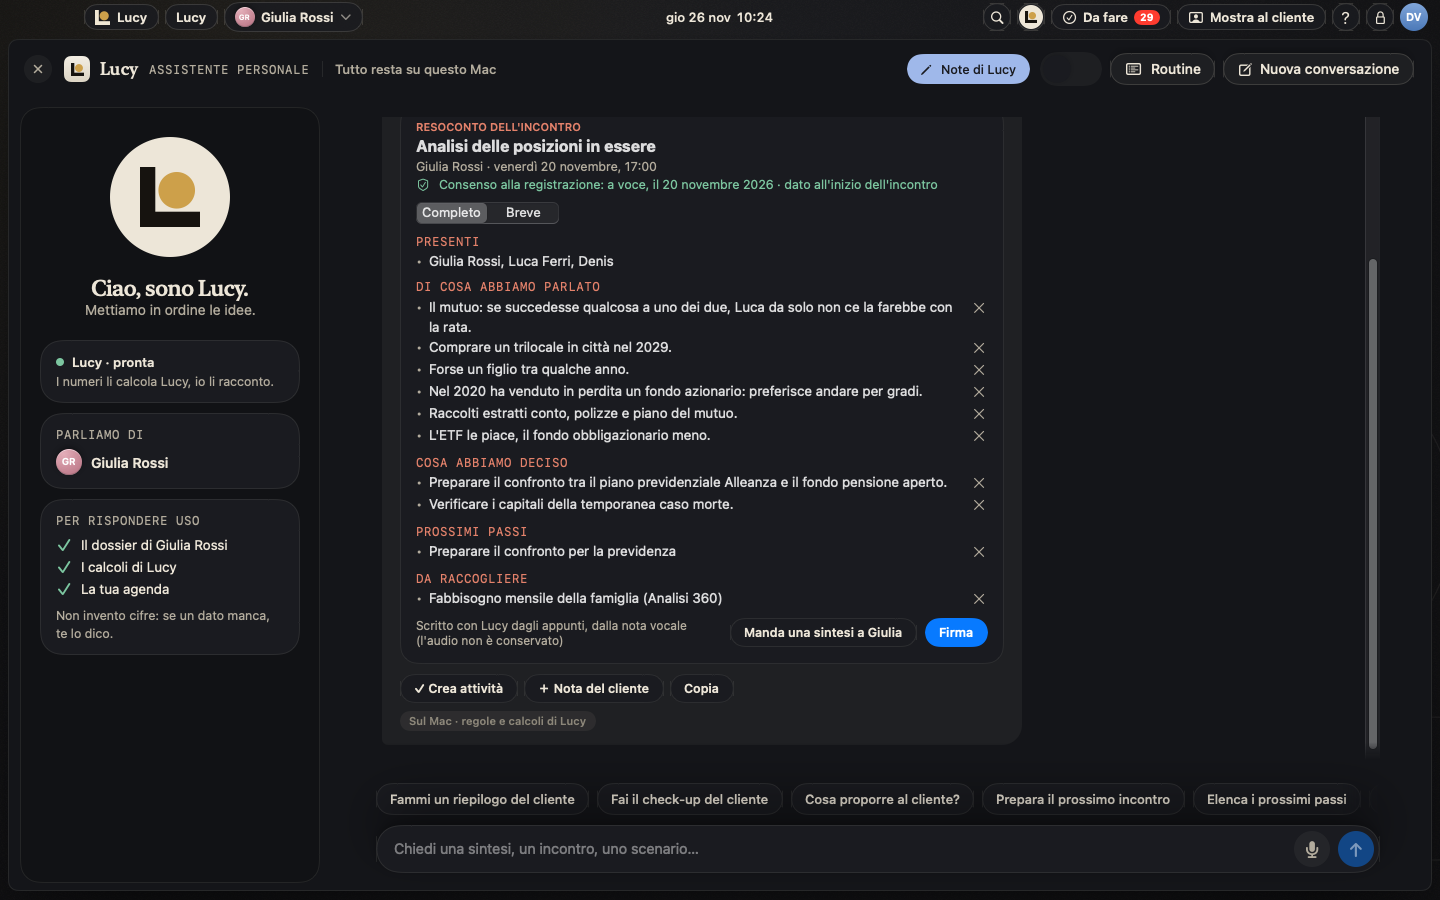 Lucy
Lucy
GR Giulia Rossi
gio 26 nov 10:24
Da fare 29
Mostra al cliente
?
DV
Lucy ASSISTENTE PERSONALE
Tutto resta su questo Mac
Note di Lucy
Routine
Nuova conversazione
Ciao, sono Lucy.
Mettiamo in ordine le idee.
Lucy · pronta
I numeri li calcola Lucy, io li racconto.
PARLIAMO DI
GR Giulia Rossi
PER RISPONDERE USO
Il dossier di Giulia Rossi
I calcoli di Lucy
La tua agenda
Non invento cifre: se un dato manca,
te lo dico.
RESOCONTO DELL'INCONTRO
Analisi delle posizioni in essere
Giulia Rossi · venerdì 20 novembre, 17:00
Consenso alla registrazione: a voce, il 20 novembre 2026 · dato all'inizio dell'incontro
Completo
Breve
PRESENTI
• Giulia Rossi, Luca Ferri, Denis
DI COSA ABBIAMO PARLATO
• Il mutuo: se succedesse qualcosa a uno dei due, Luca da solo non ce la farebbe con
la rata.
• Comprare un trilocale in città nel 2029.
• Forse un figlio tra qualche anno.
• Nel 2020 ha venduto in perdita un fondo azionario: preferisce andare per gradi.
• Raccolti estratti conto, polizze e piano del mutuo.
• L'ETF le piace, il fondo obbligazionario meno.
COSA ABBIAMO DECISO
• Preparare il confronto tra il piano previdenziale Alleanza e il fondo pensione aperto.
• Verificare i capitali della temporanea caso morte.
PROSSIMI PASSI
• Preparare il confronto per la previdenza
DA RACCOGLIERE
• Fabbisogno mensile della famiglia (Analisi 360)
Scritto con Lucy dagli appunti, dalla nota vocale
(l'audio non è conservato)
Manda una sintesi a Giulia
Firma
Crea attività
+ Nota del cliente
Copia
Sul Mac · regole e calcoli di Lucy
Fammi un riepilogo del cliente
Fai il check-up del cliente
Cosa proporre al cliente?
Prepara il prossimo incontro
Elenca i prossimi passi
Chiedi una sintesi, un incontro, uno scenario...